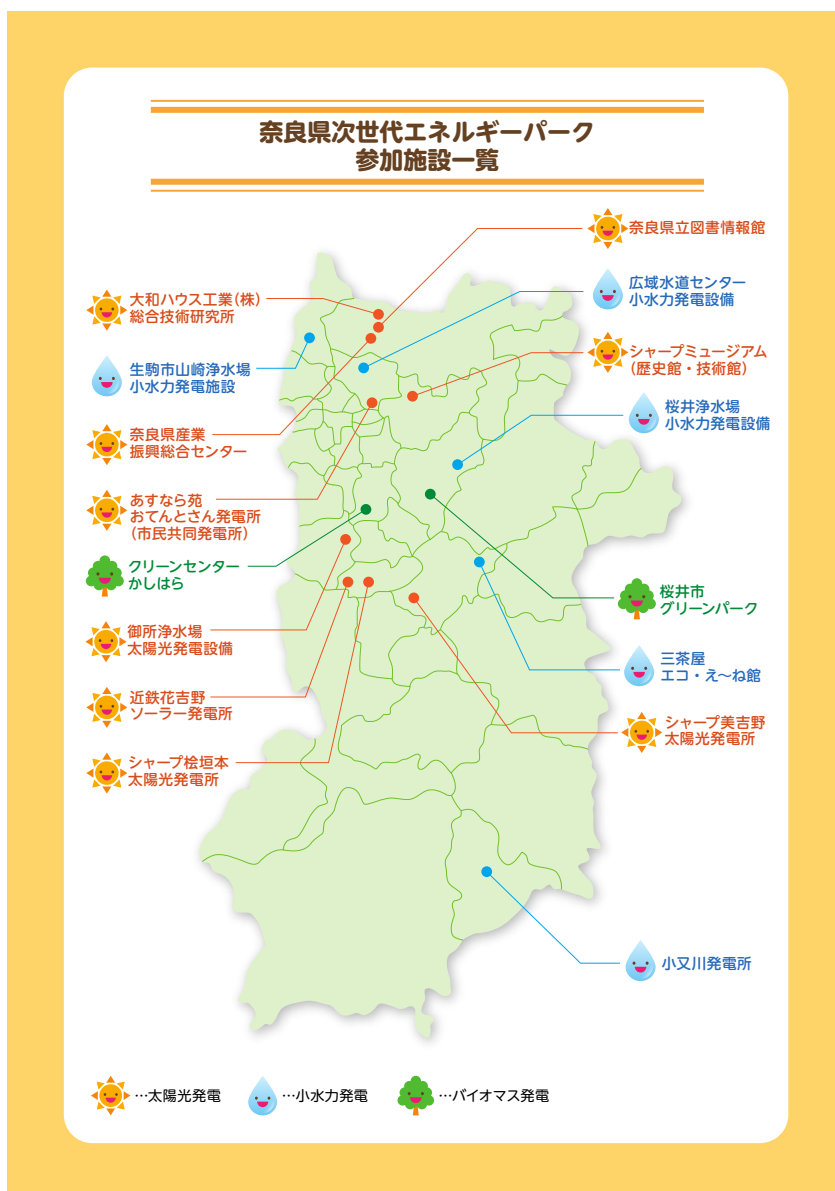 奈良県次世代エネルギーパーク
参加施設一覧
奈良県立図書情報館
広域水道センター
小水力発電設備
シャープミュージアム
（歴史館・技術館）
桜井浄水場
小水力発電設備
大和ハウス工業（株）
総合技術研究所
生駒市山崎浄水場
小水力発電施設
奈良県産業
振興総合センター
あすなら苑
おてんとさん発電所
（市民共同発電所）
クリーンセンター
かしはら
御所浄水場
太陽光発電設備
近鉄花吉野
ソーラー発電所
シャープ桧垣本
太陽光発電所
桜井市
グリーンパーク
三茶屋
エコ・え〜ね館
シャープ美吉野
太陽光発電所
小又川発電所
…太陽光発電
…小水力発電
…バイオマス発電